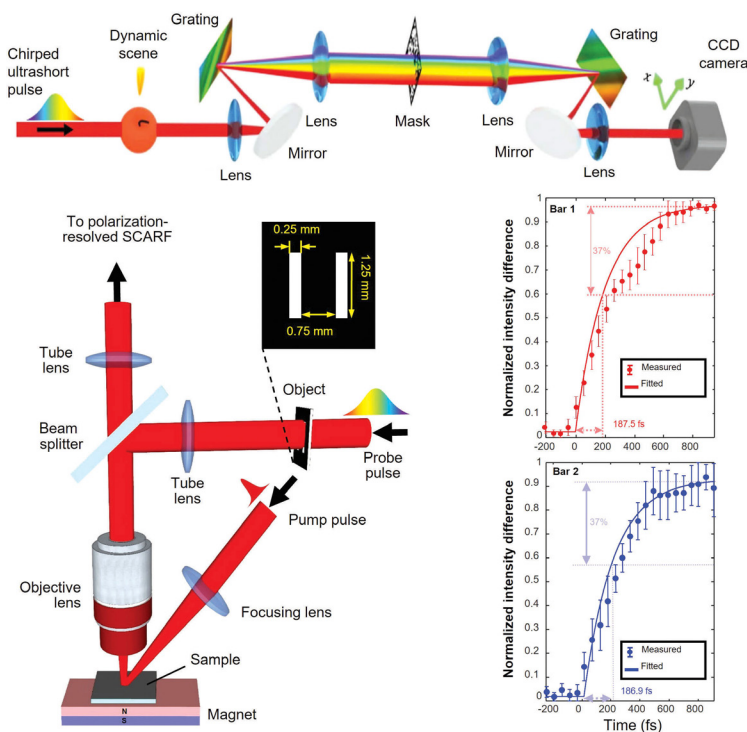 Chirped
ultrashort
pulse
Dynamic
scene
Grating
Lens
Mirror
Lens
Mask
Lens
Grating
Mirror
Lens
x
y
CCD
camera
To polarization-
resolved SCARF
Tube
lens
Beam
splitter
Objective
lens
Sample
N
S
Magnet
0.25 mm
1.25 mm
0.75 mm
Object
Tube
lens
Probe
pulse
Pump pulse
Focusing lens
Normalized intensity difference
1
0.9
0.8
0.7
0.6
0.5
0.4
0.3
0.2
0.1
0
Bar 1
37%
Measured
Fitted
187.5 fs
-200 0 200 400 600 800
Normalized intensity difference
1
0.9
0.8
0.7
0.6
0.5
0.4
0.3
0.2
0.1
0
Bar 2
37%
Measured
Fitted
186.9 fs
-200 0 200 400 600 800
Time (fs)